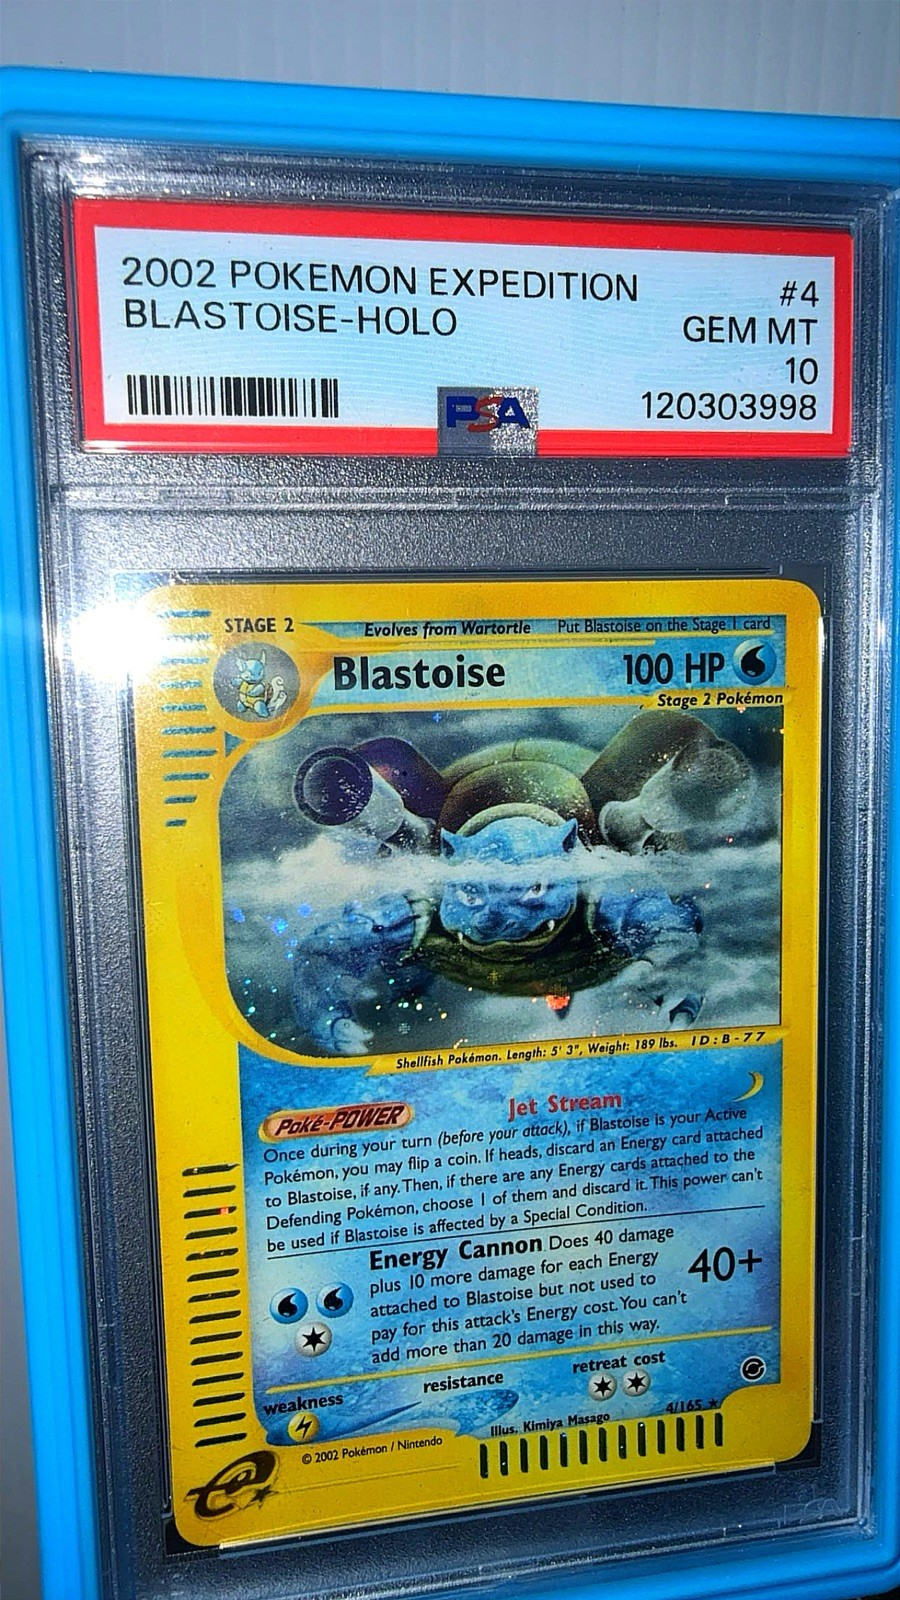 2002 POKEMON EXPEDITION #4
BLASTOISE-HOLO GEM MT
10
PSA 120303998
STAGE 2 Evolves from Wartortle Put Blastoise on the Stage 1 card
Blastoise 100 HP
Stage 2 Pokémon
Shellfish Pokémon. Length: 5' 3", Weight: 189 lbs. ID:B-77
Poké-POWER Jet Stream
Once during your turn (before your attack), if Blastoise is your Active
Pokémon, you may flip a coin. If heads, discard an Energy card attached
to Blastoise, if any. Then, if there are any Energy cards attached to the
Defending Pokémon, choose 1 of them and discard it. This power can't
be used if Blastoise is affected by a Special Condition.
Energy Cannon Does 40 damage
plus 10 more damage for each Energy 40+
attached to Blastoise but not used to
pay for this attack's Energy cost. You can't
add more than 20 damage in this way.
weakness resistance retreat cost
Illus. Kimiya Masago 4/165 ★
© 2002 Pokémon / Nintendo
e
PSA